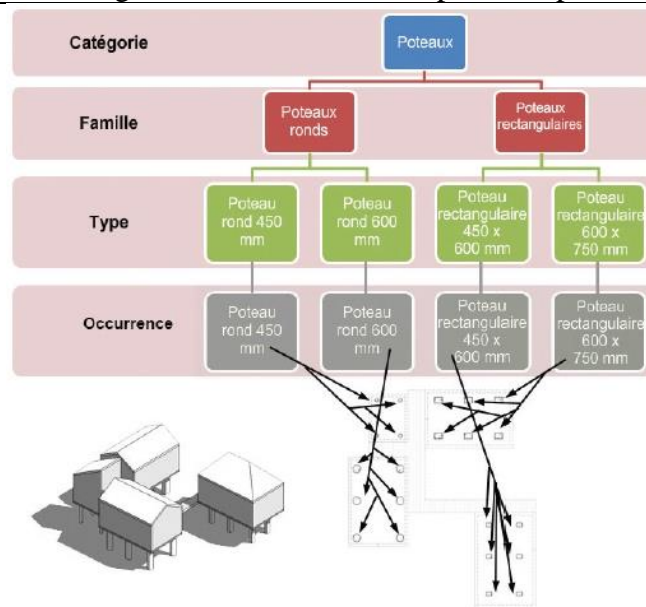 Catégorie
Poteaux
Famille
Poteaux
ronds
Poteaux
rectangulaires
Type
Poteau
rond 450
mm
Poteau
rond 600
mm
Poteau
rectangulaire
450 x
600 mm
Poteau
rectangulaire
600 x
750 mm
Occurrence
Poteau
rond 450
mm
Poteau
rond 600
mm
Poteau
rectangulaire
450 x
600 mm
Poteau
rectangulaire
600 x
750 mm